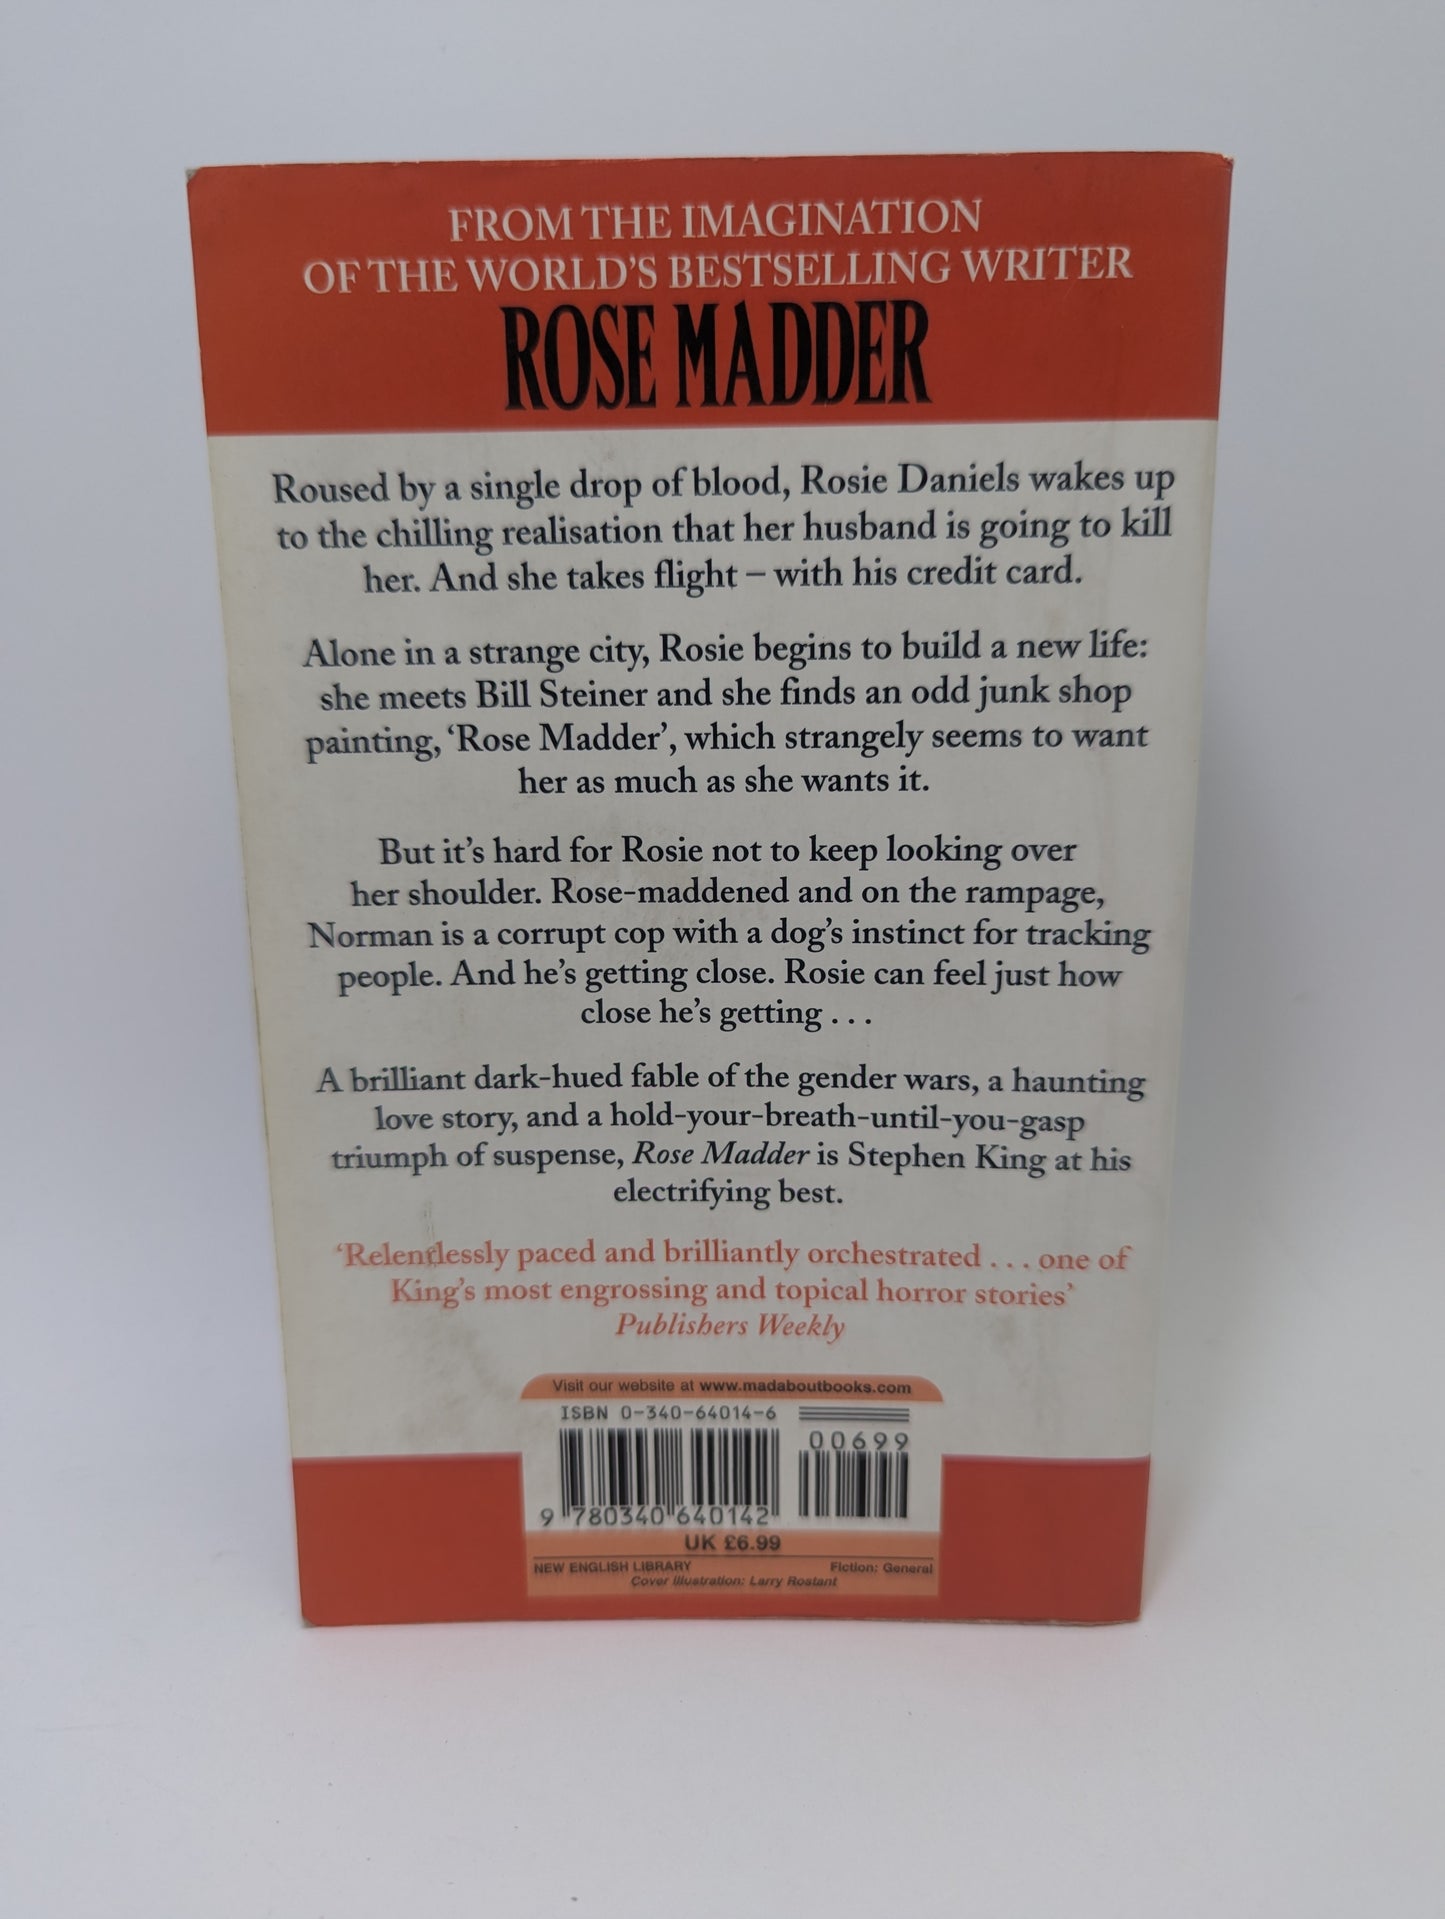 FROM THE IMAGINATION
OF THE WORLD'S BESTSELLING WRITER
ROSE MADDER
Roused by a single drop of blood, Rosie Daniels wakes up
to the chilling realisation that her husband is going to kill
her. And she takes flight – with his credit card.
Alone in a strange city, Rosie begins to build a new life:
she meets Bill Steiner and she finds an odd junk shop
painting, ‘Rose Madder’, which strangely seems to want
her as much as she wants it.
But it’s hard for Rosie not to keep looking over
her shoulder. Rose-maddened and on the rampage,
Norman is a corrupt cop with a dog’s instinct for tracking
people. And he’s getting close. Rosie can feel just how
close he’s getting . . .
A brilliant dark-hued fable of the gender wars, a haunting
love story, and a hold-your-breath-until-you-gasp
triumph of suspense, Rose Madder is Stephen King at his
electrifying best.
‘Relentlessly paced and brilliantly orchestrated . . . one of
King’s most engrossing and topical horror stories’
Publishers Weekly
Visit our website at www.madaboutbooks.com
ISBN 0-340-64014-6
00699
9 780340 640142
UK £6.99
NEW ENGLISH LIBRARY Fiction: General
Cover illustration: Larry Rostant